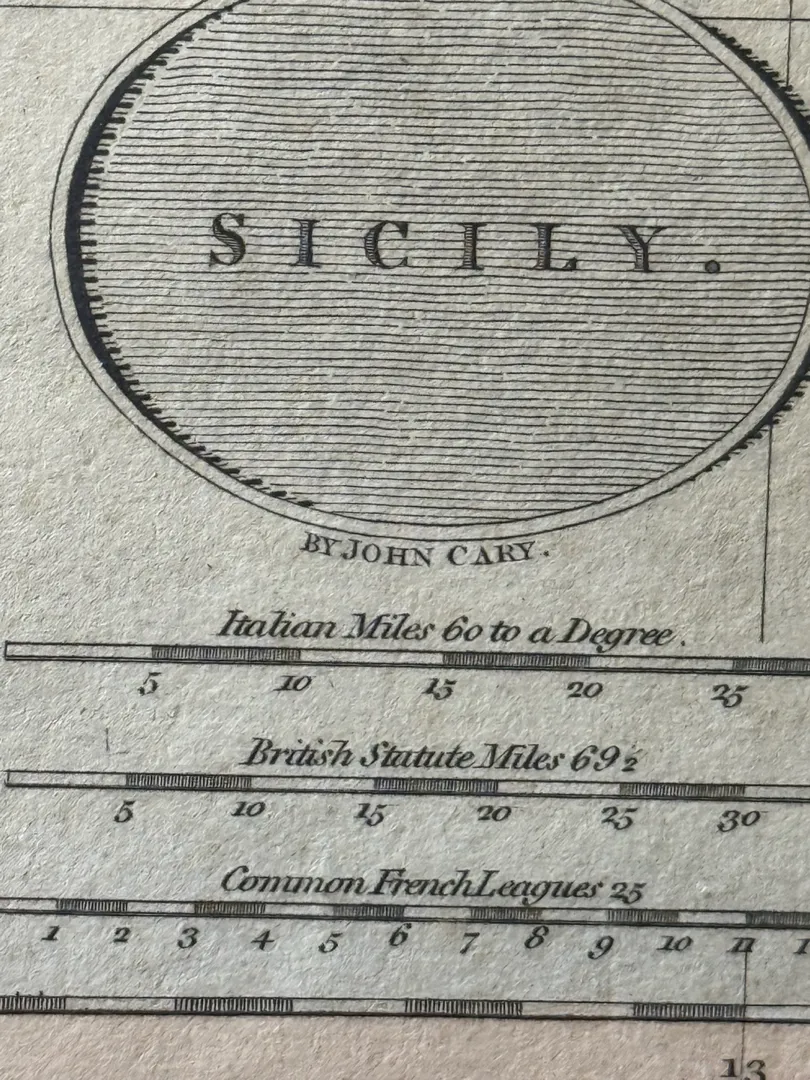 SICILY.
BY JOHN CARY.
Italian Miles 60 to a Degree.
5 10 15 20 25
British Statute Miles 69½
5 10 15 20 25 30
Common French Leagues 25
1 2 3 4 5 6 7 8 9 10 11
13